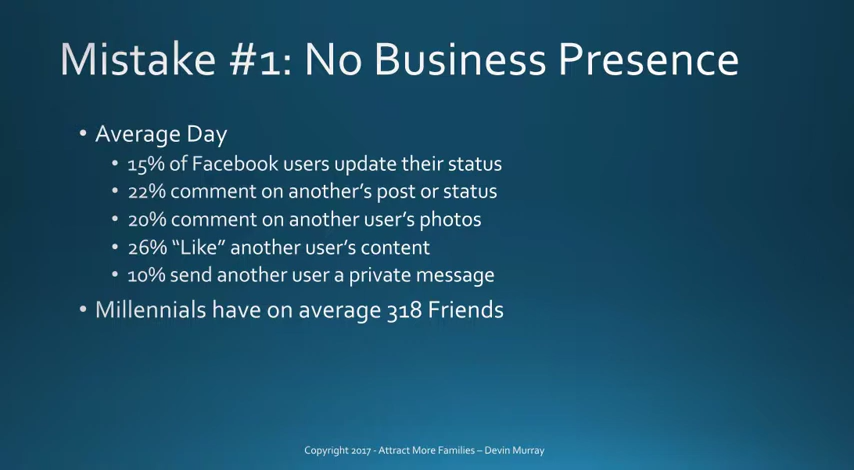 Mistake #1: No Business Presence
• Average Day
• 15% of Facebook users update their status
• 22% comment on another’s post or status
• 20% comment on another user’s photos
• 26% “Like” another user’s content
• 10% send another user a private message
• Millennials have on average 318 Friends
Copyright 2017 - Attract More Families – Devin Murray